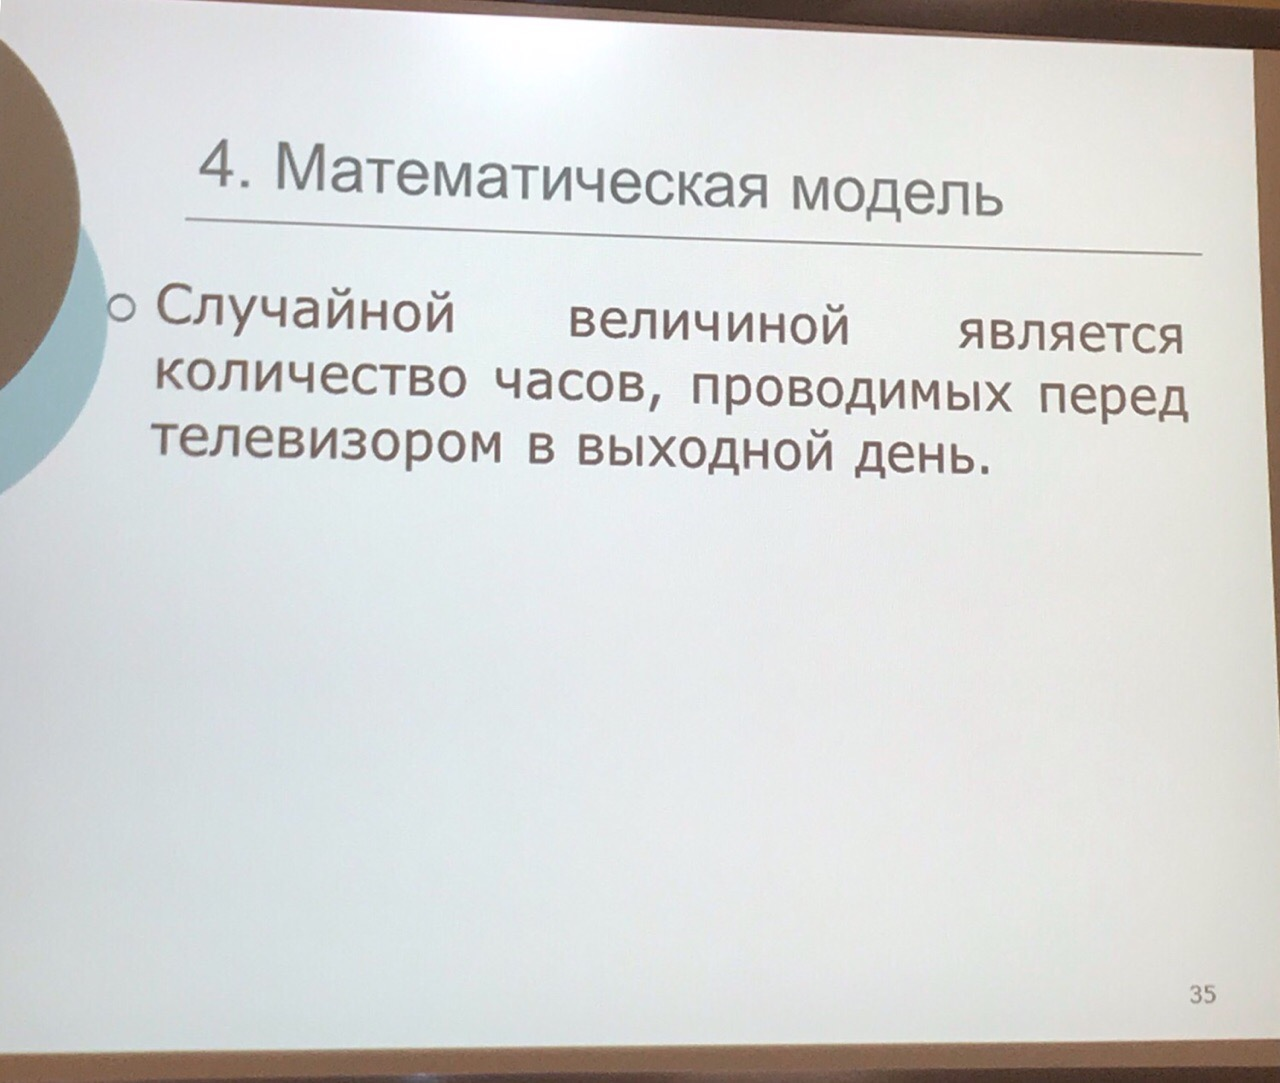 4. Математическая модель
Случайной величиной является
количество часов, проводимых перед
телевизором в выходной день.
35